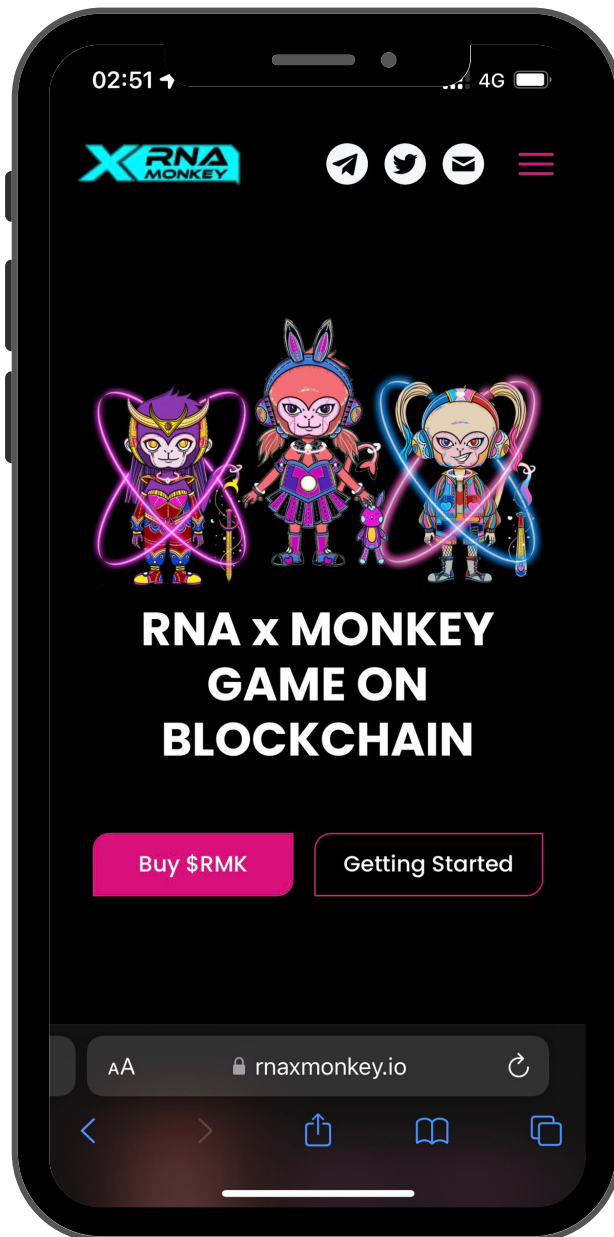 02:51
4G
RNA
MONKEY
RNA x MONKEY
GAME ON
BLOCKCHAIN
Buy $RMK
Getting Started
AA
rnaxmonkey.io